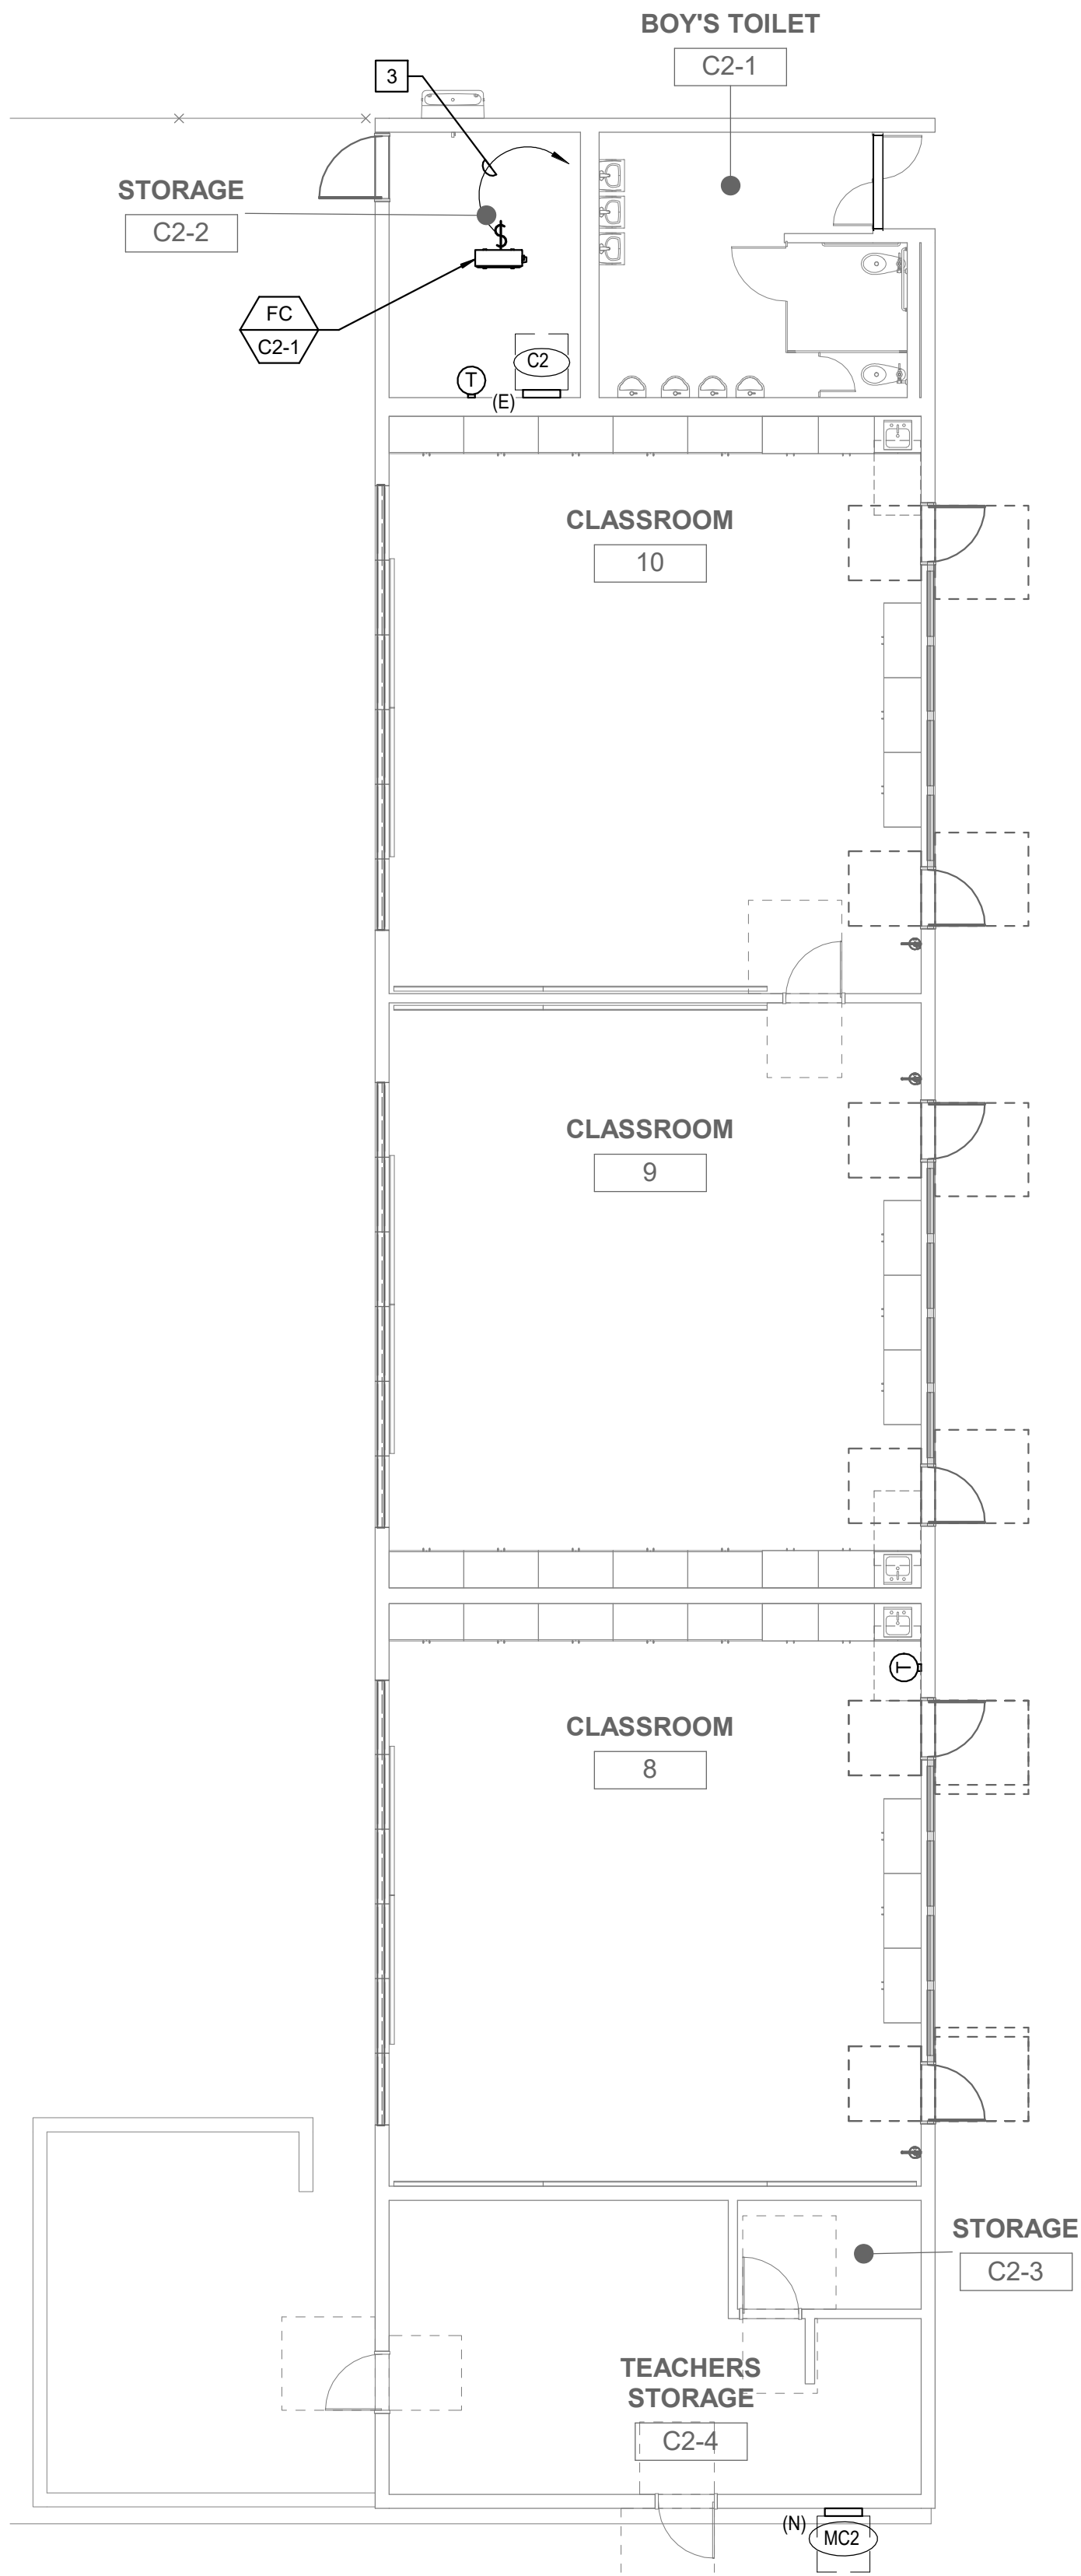 BOY'S TOILET
C2-1
3
STORAGE
C2-2
$
FC
C2-1
C2
T
(E)
CLASSROOM
10
CLASSROOM
9
T
CLASSROOM
8
STORAGE
C2-3
TEACHERS
STORAGE
C2-4
(N)
MC2